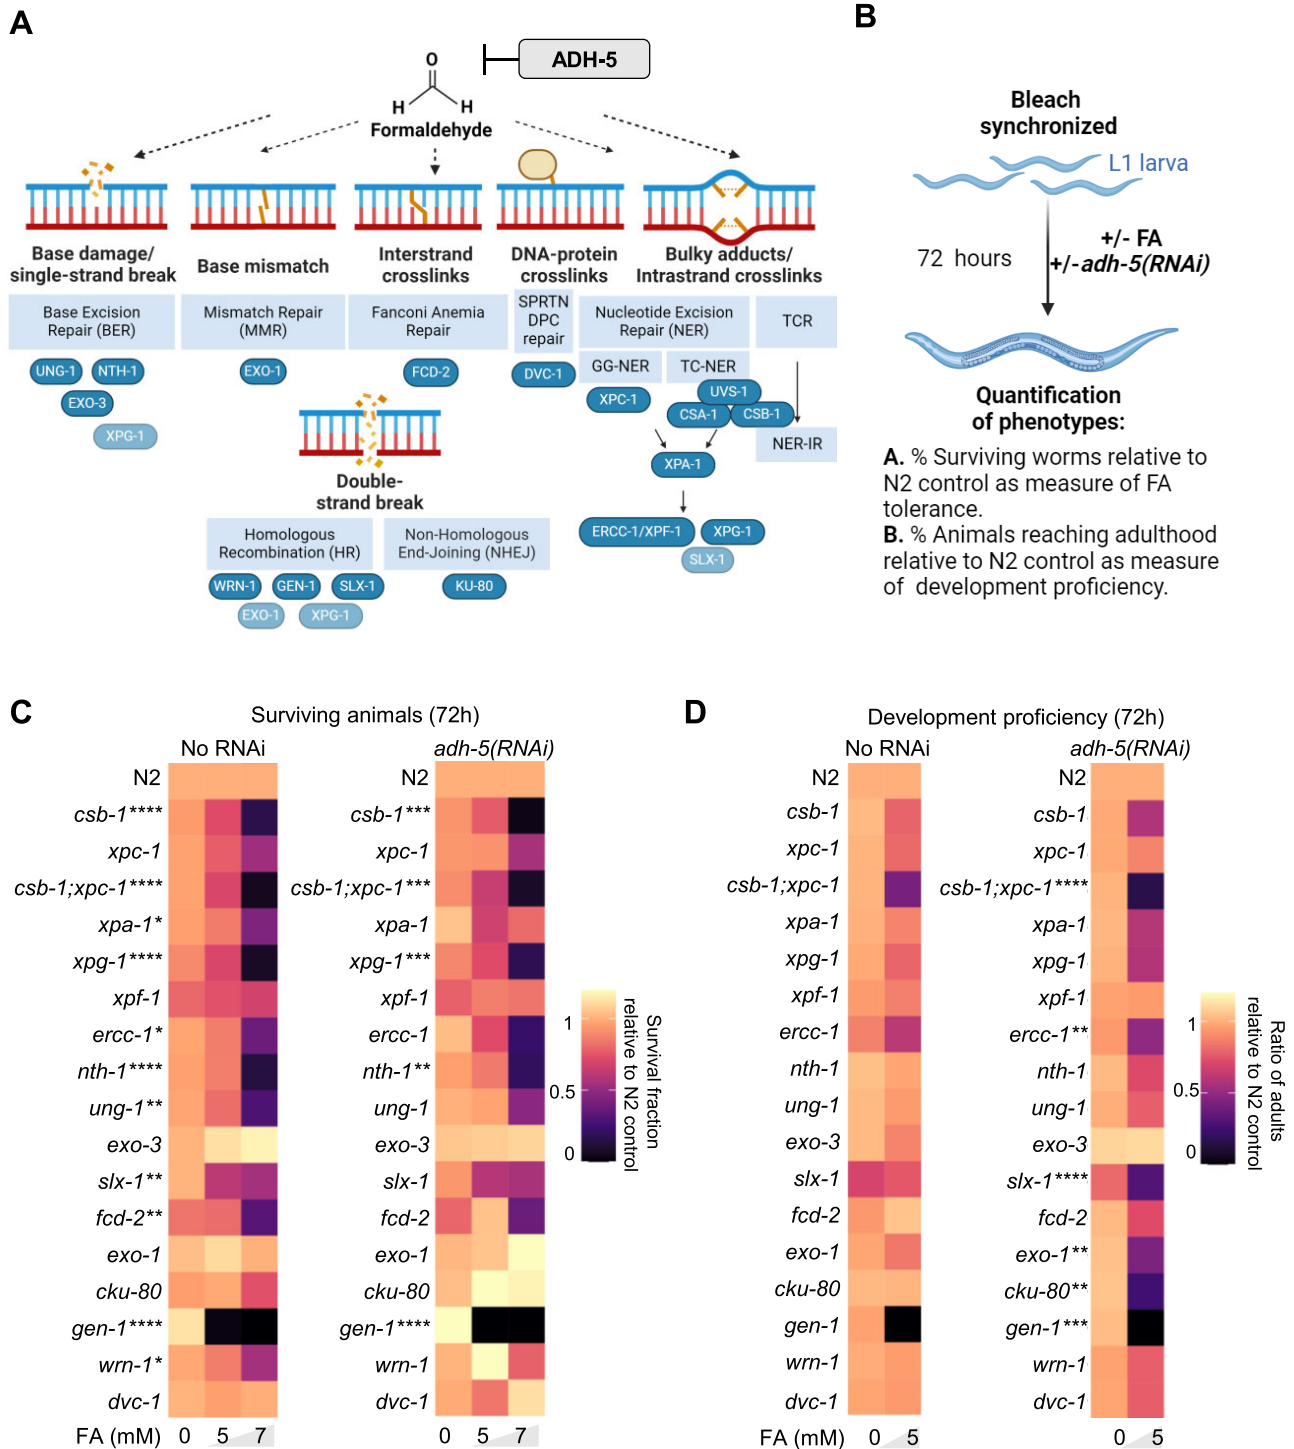 A
O
H H
Formaldehyde
ADH-5
Base damage/
single-strand break
Base mismatch
Interstrand
crosslinks
DNA-protein
crosslinks
Bulky adducts/
Intrastrand crosslinks
Base Excision
Repair (BER)
Mismatch Repair
(MMR)
Fanconi Anemia
Repair
SPRTN
DPC
repair
Nucleotide Excision
Repair (NER)
TCR
GG-NER
TC-NER
UNG-1
NTH-1
EXO-3
XPG-1
EXO-1
FCD-2
DVC-1
XPC-1
UVS-1
CSA-1
CSB-1
NER-IR
XPA-1
ERCC-1/XPF-1
XPG-1
SLX-1
Double-
strand break
Homologous
Recombination (HR)
Non-Homologous
End-Joining (NHEJ)
WRN-1
GEN-1
SLX-1
EXO-1
XPG-1
KU-80
B
Bleach
synchronized
L1 larva
72 hours
+/- FA
+/-adh-5(RNAi)
Quantification
of phenotypes:
A. % Surviving worms relative to
N2 control as measure of FA
tolerance.
B. % Animals reaching adulthood
relative to N2 control as measure
of development proficiency.
C
Surviving animals (72h)
No RNAi
N2
csb-1****
xpc-1
csb-1;xpc-1****
xpa-1*
xpg-1****
xpf-1
ercc-1*
nth-1****
ung-1**
exo-3
slx-1**
fcd-2**
exo-1
cku-80
gen-1****
wrn-1*
dvc-1
FA (mM) 0 5 7
adh-5(RNAi)
N2
csb-1***
xpc-1
csb-1;xpc-1***
xpa-1
xpg-1***
xpf-1
ercc-1
nth-1**
ung-1
exo-3
slx-1
fcd-2
exo-1
cku-80
gen-1****
wrn-1
dvc-1
0 5 7
1
0.5
0
Survival fraction
relative to N2 control
D
Development proficiency (72h)
No RNAi
N2
csb-1
xpc-1
csb-1;xpc-1
xpa-1
xpg-1
xpf-1
ercc-1
nth-1
ung-1
exo-3
slx-1
fcd-2
exo-1
cku-80
gen-1
wrn-1
dvc-1
FA (mM) 0 5
adh-5(RNAi)
N2
csb-1
xpc-1
csb-1;xpc-1****
xpa-1
xpg-1
xpf-1
ercc-1**
nth-1
ung-1
exo-3
slx-1****
fcd-2
exo-1**
cku-80**
gen-1***
wrn-1
dvc-1
0 5
1
0.5
0
Ratio of adults
relative to N2 control